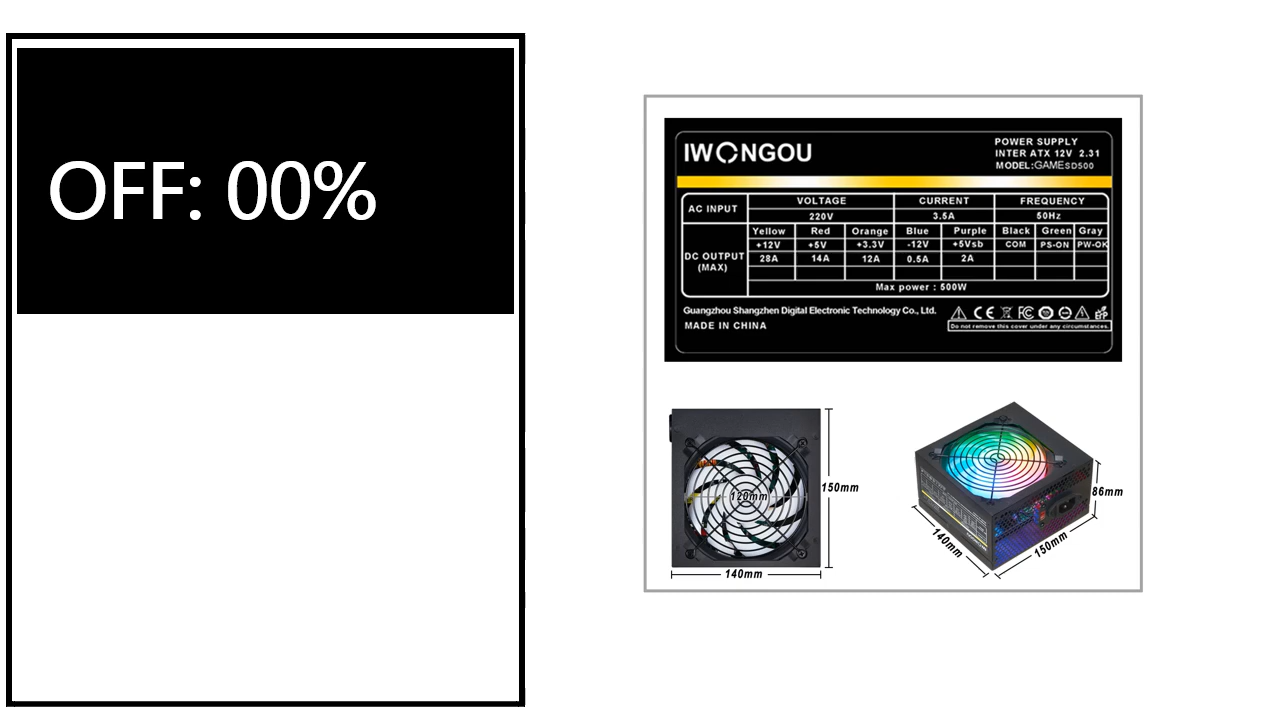 OFF: 00%
IWONGOU
POWER SUPPLY
INTER ATX 12V 2.31
MODEL:GAMESD500
AC INPUT
VOLTAGE CURRENT FREQUENCY
220V 3.5A 50Hz
DC OUTPUT
(MAX)
Yellow Red Orange Blue Purple Black Green Gray
+12V +5V +3.3V -12V +5Vsb COM PS-ON PW-OK
28A 14A 12A 0.5A 2A
Max power : 500W
Guangzhou Shangzhen Digital Electronic Technology Co., Ltd.
MADE IN CHINA
CE FC
Do not remove this cover under any circumstances.
120mm
150mm
140mm
86mm
140mm
150mm